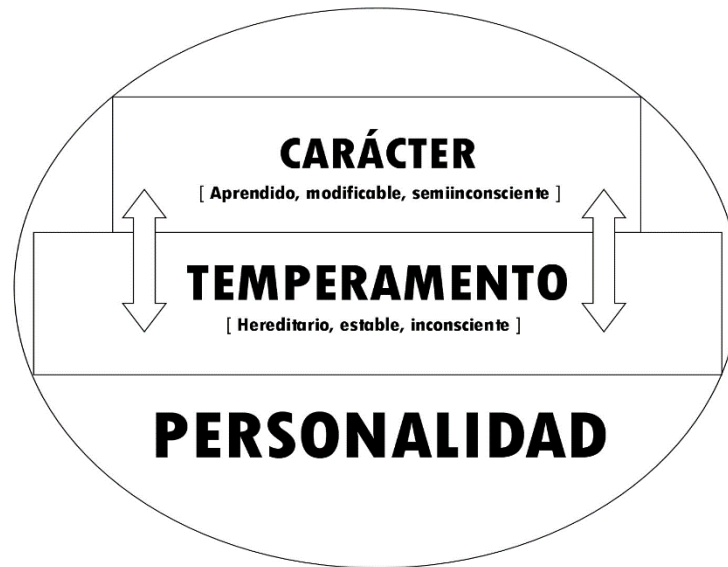 CARÁCTER
[ Aprendido, modificable, semiinconsciente ]
TEMPERAMENTO
[ Hereditario, estable, inconsciente ]
PERSONALIDAD